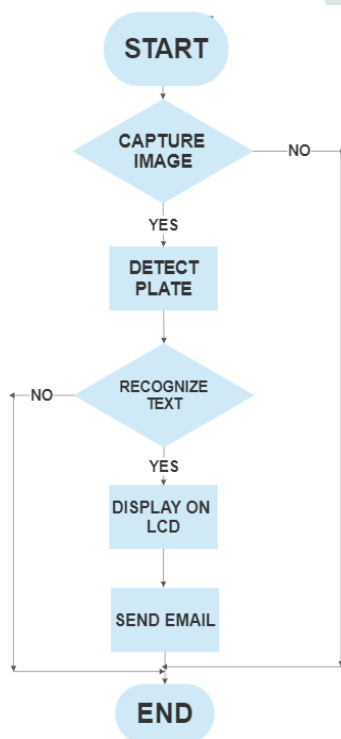 START
CAPTURE
IMAGE
NO
YES
DETECT
PLATE
RECOGNIZE
TEXT
NO
YES
DISPLAY ON
LCD
SEND EMAIL
END